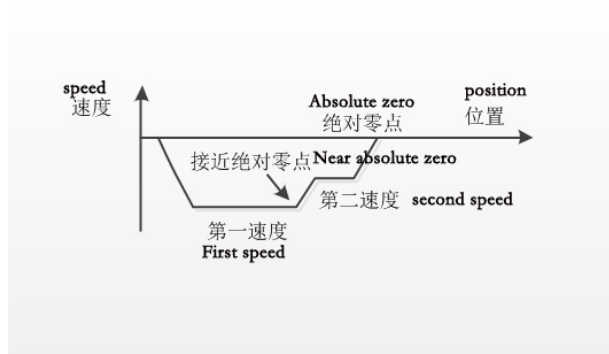 speed
速度
Absolute zero
绝对零点
position
位置
接近绝对零点
Near absolute zero
第二速度
second speed
第一速度
First speed